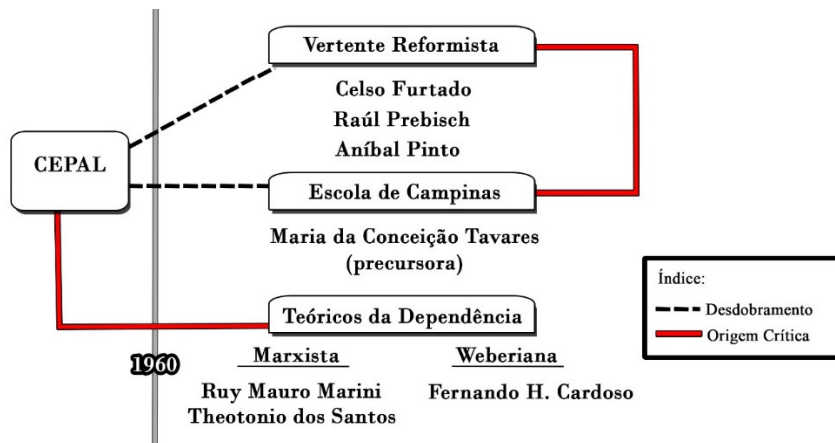 Vertente Reformista
Celso Furtado
Raúl Prebisch
Aníbal Pinto
CEPAL
Escola de Campinas
Maria da Conceição Tavares
(precursora)
Índice:
Desdobramento
Origem Crítica
Teóricos da Dependência
1960
Marxista
Weberiana
Ruy Mauro Marini
Theotonio dos Santos
Fernando H. Cardoso